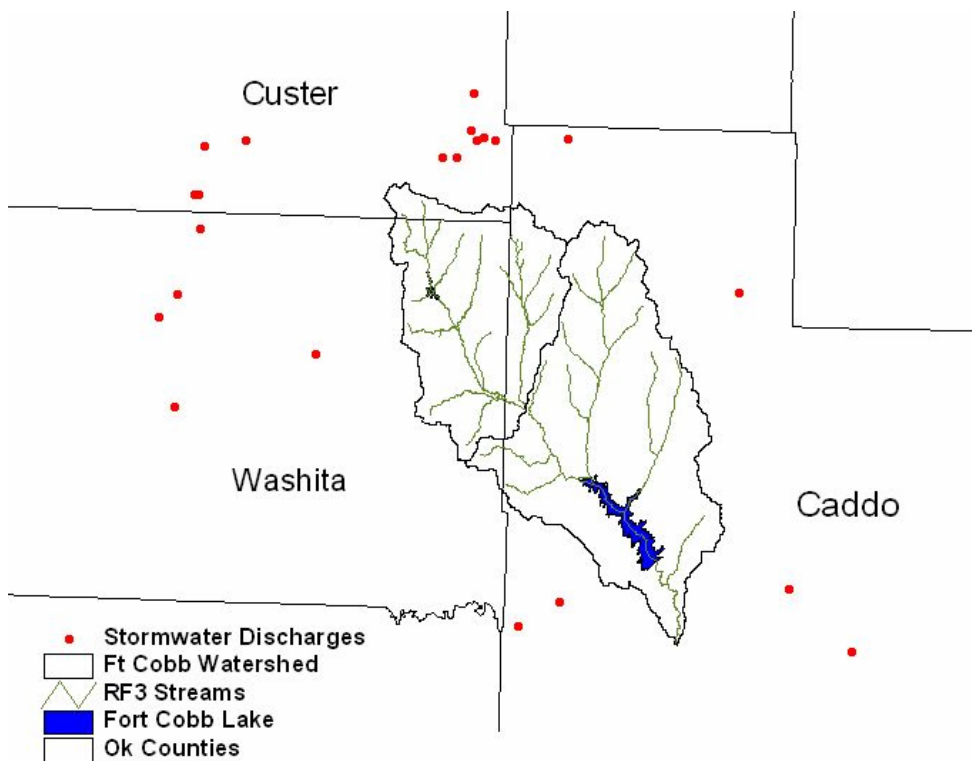 Custer
Washita
Caddo
Stormwater Discharges
Ft Cobb Watershed
RF3 Streams
Fort Cobb Lake
Ok Counties